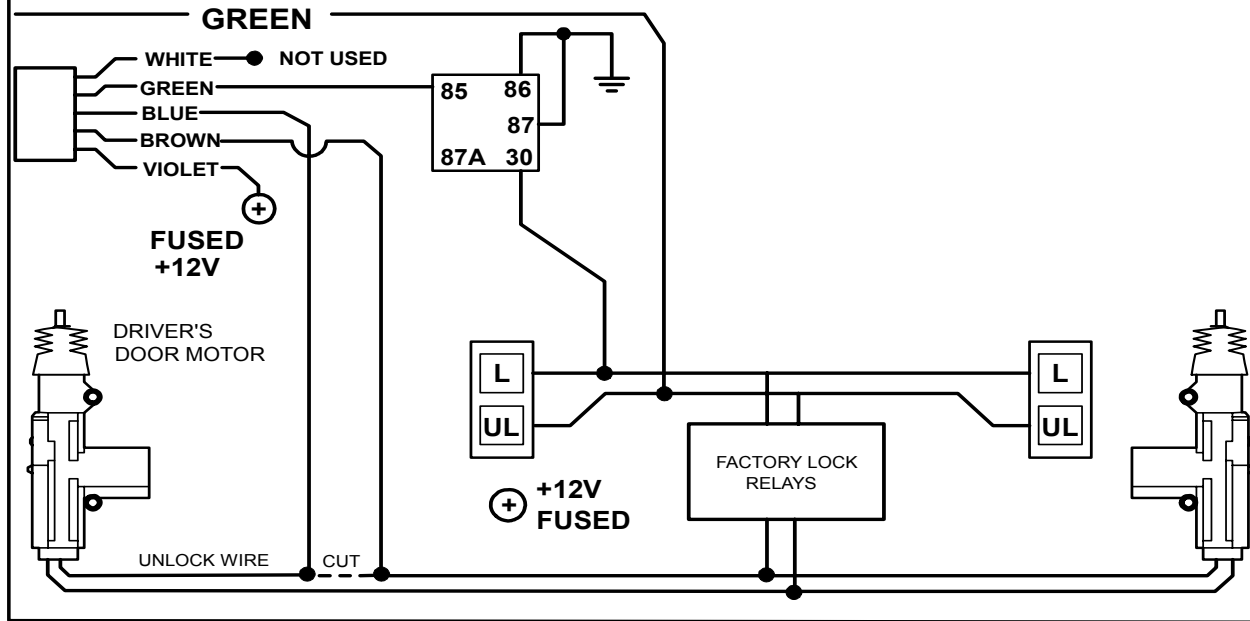 GREEN
WHITE
NOT USED
GREEN
BLUE
BROWN
VIOLET
FUSED
+12V
85
86
87
87A
30
DRIVER'S
DOOR MOTOR
L
UL
L
UL
FACTORY LOCK
RELAYS
+
+12V
FUSED
+
UNLOCK WIRE
CUT